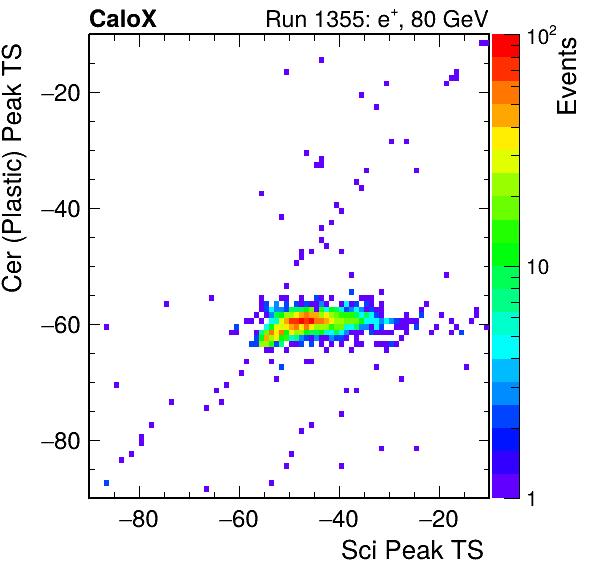 CaloX Run 1355: e⁺, 80 GeV
Cer (Plastic) Peak TS
−20
−40
−60
−80
−80 −60 −40 −20
Sci Peak TS
10²
10
1
Events